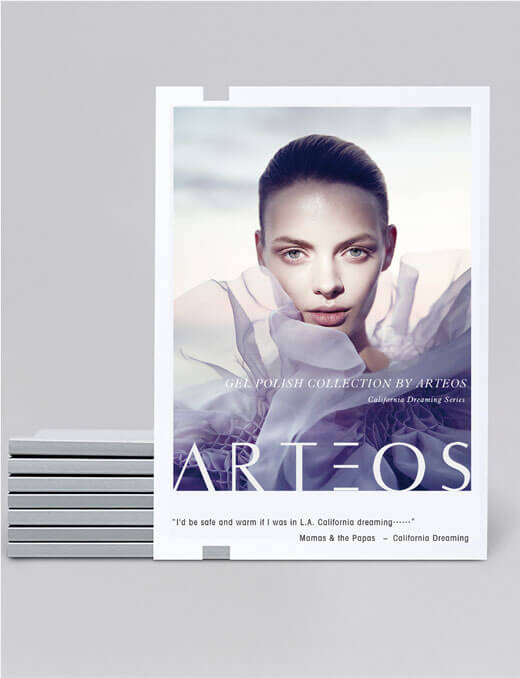 GEL POLISH COLLECTION BY ARTEOS
California Dreaming Series
ARTEOS
"I'd be safe and warm if I was in L.A. California dreaming······"
Mamas & the Papas – California Dreaming